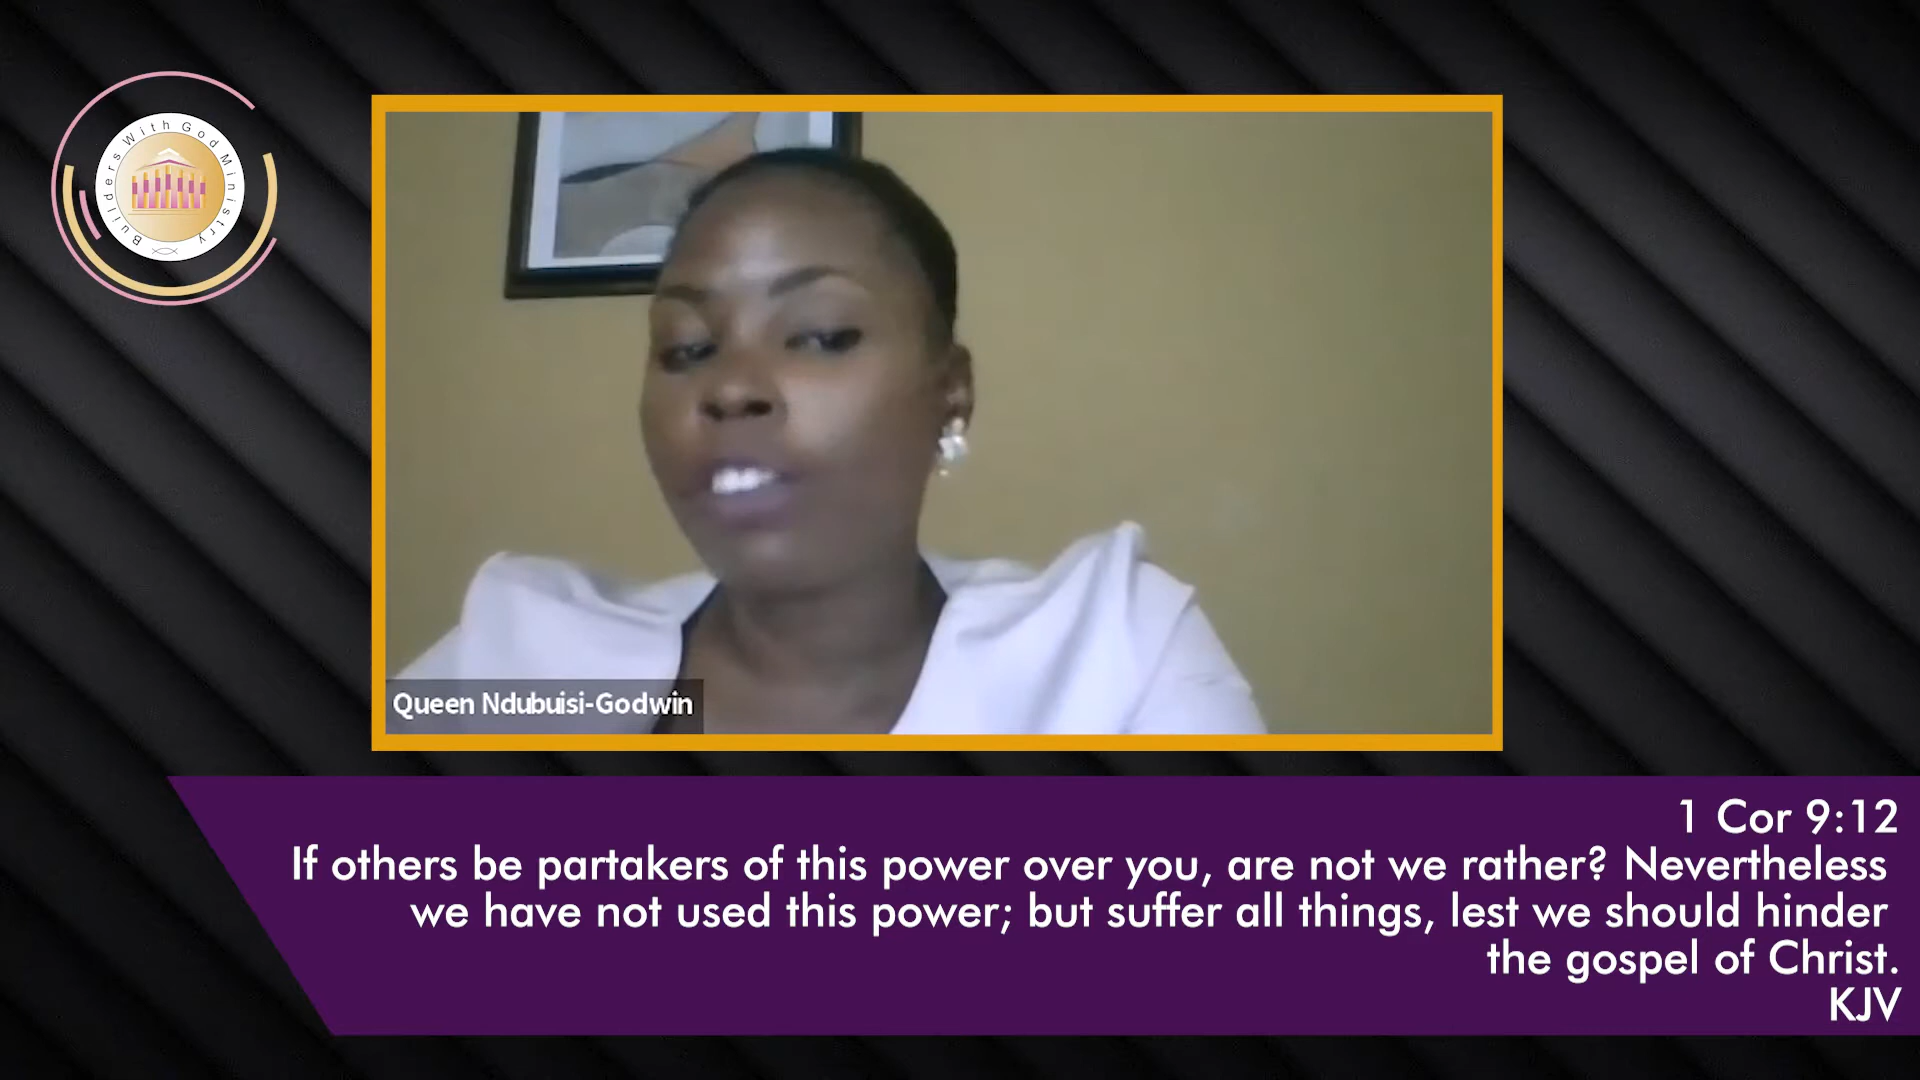 Builders With God Ministry
Queen Ndubuisi-Godwin
1 Cor 9:12
If others be partakers of this power over you, are not we rather? Nevertheless
we have not used this power; but suffer all things, lest we should hinder
the gospel of Christ.
KJV